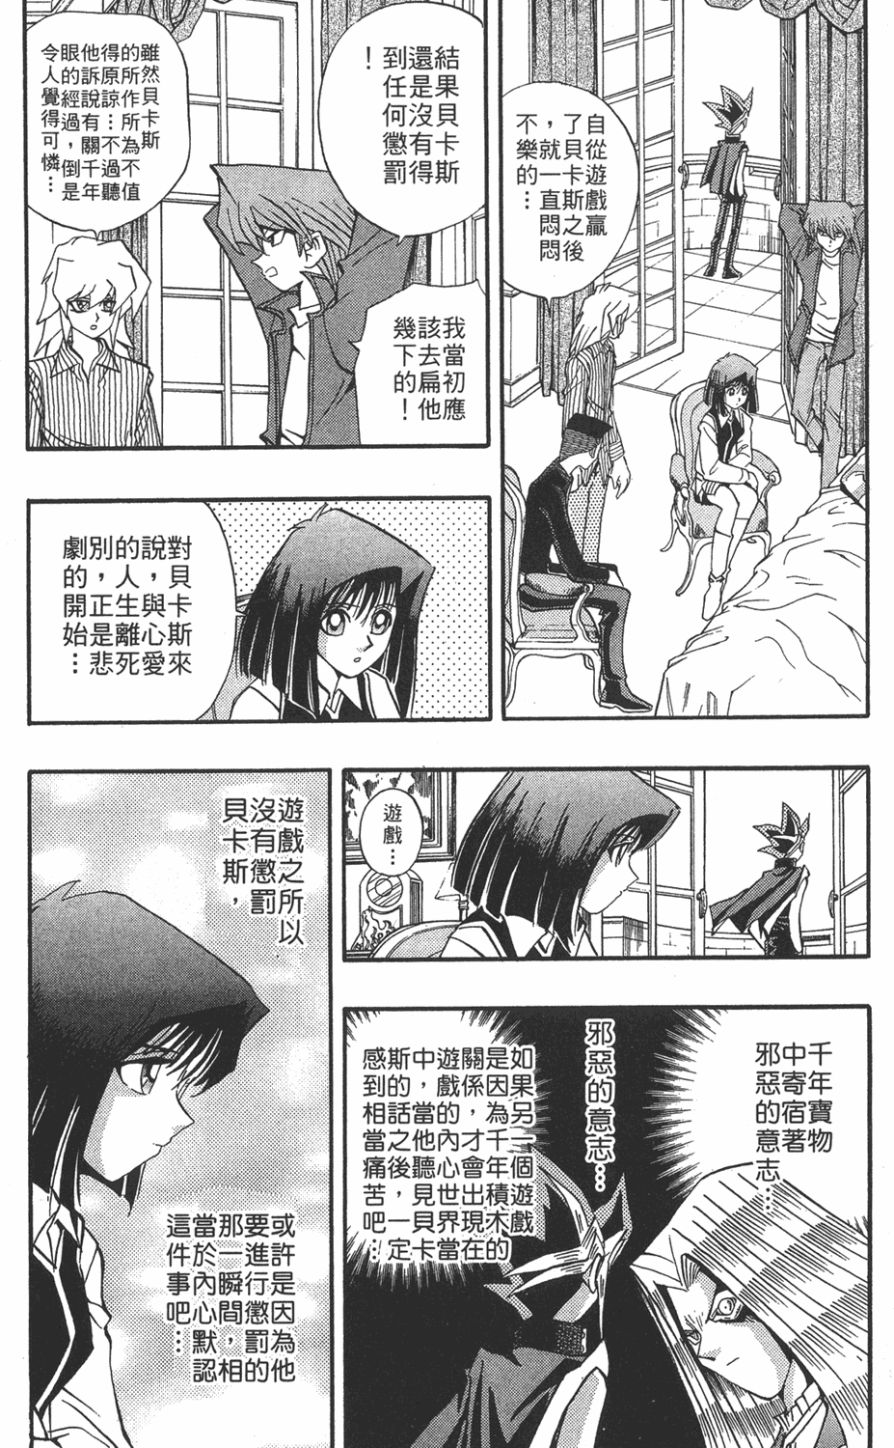 自從遊戲贏
了貝卡斯之後
，就一直悶悶
不樂的…
結果貝卡斯
還是沒有得
到任何懲罰
！
我當初應
該去扁他
幾下的！
雖然貝卡斯
的所作所為不值
得原諒…不過聽
他訴說有關千年
眼的經過，倒是
令人覺得可憐…
對貝卡斯來
說，與心愛
的人生離死
別，正是悲
劇的開始…
遊戲…
千年寶物
中寄宿著
邪惡的意志…
邪惡的意志…
如果另一個遊戲
是因為千年積木的
關係，才會出現在
遊戲的內心世界當
中，當他聽見貝卡
斯的話之後，一定
感到相當痛苦吧…
遊戲之所以
沒有懲罰
貝卡斯，
或許是因為他
要進行懲罰的
那一瞬間，相
當於內心默認
這件事吧…